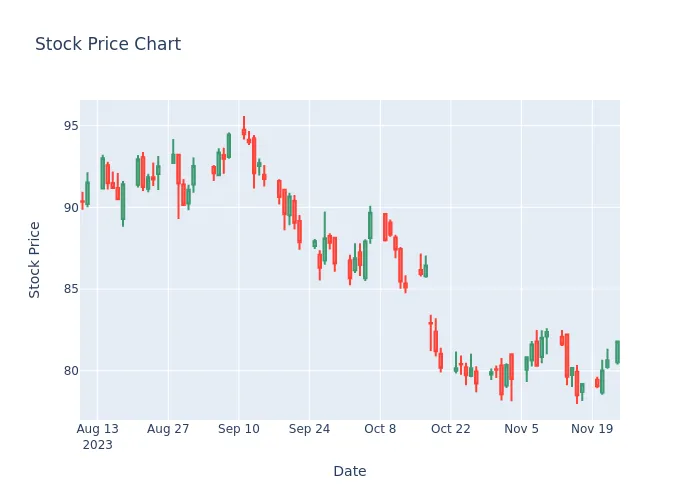 Stock Price Chart
95
90
85
80
Stock Price
Aug 13
2023
Aug 27
Sep 10
Sep 24
Oct 8
Oct 22
Nov 5
Nov 19
Date